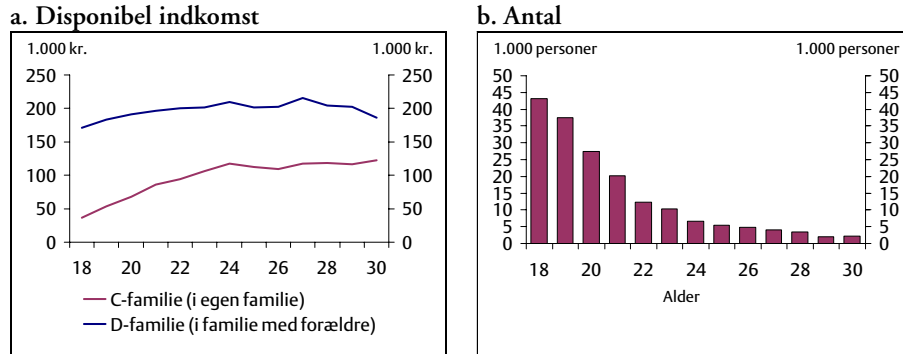 a. Disponibel indkomst
1.000 kr. 1.000 kr.
250 250
200 200
150 150
100 100
50 50
0 0
18 20 22 24 26 28 30
C-familie (i egen familie)
D-familie (i familie med forældre)
b. Antal
1.000 personer 1.000 personer
50 50
45 45
40 40
35 35
30 30
25 25
20 20
15 15
10 10
5 5
0 0
18 20 22 24 26 28 30
Alder